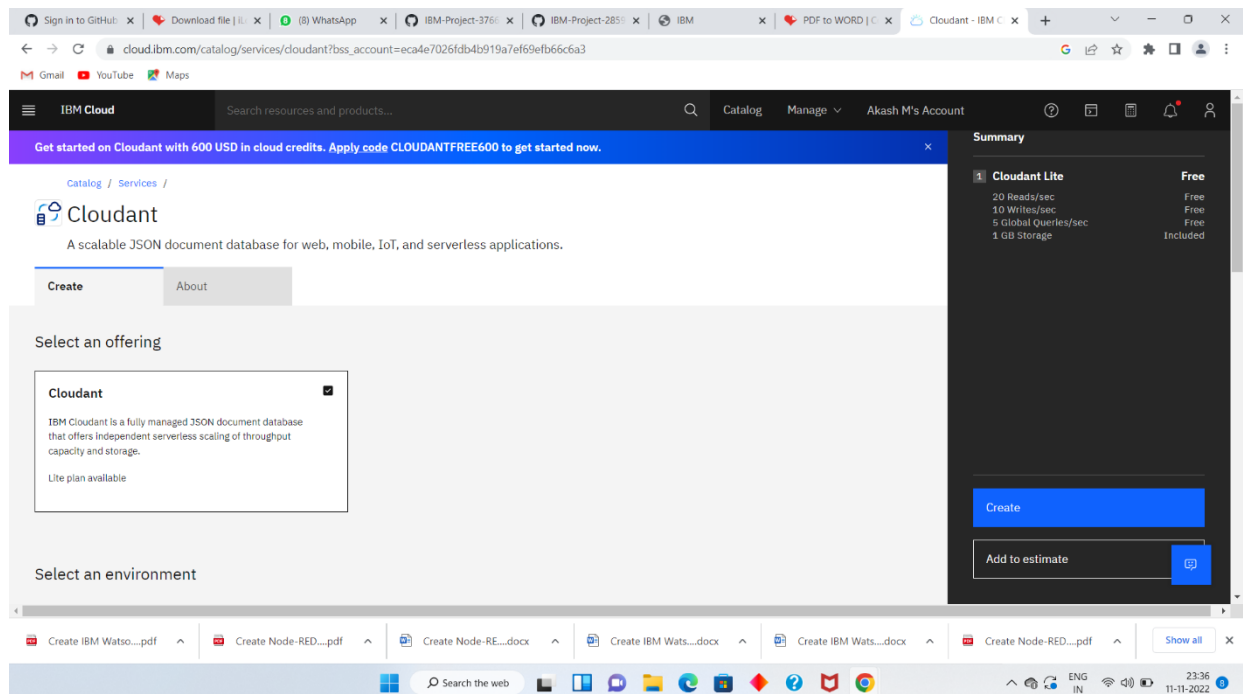 Sign in to GitHub
Download file | iL
(8) WhatsApp
IBM-Project-3766
IBM-Project-2859
IBM
PDF to WORD | C
Cloudant - IBM C
cloud.ibm.com/catalog/services/cloudant?bss_account=eca4e7026fdb4b919a7ef69efb66c6a3
Gmail YouTube Maps
IBM Cloud
Search resources and products...
Catalog
Manage
Akash M's Account
Get started on Cloudant with 600 USD in cloud credits. Apply code CLOUDANTFREE600 to get started now.
Catalog / Services /
Cloudant
A scalable JSON document database for web, mobile, IoT, and serverless applications.
Create
About
Select an offering
Cloudant
IBM Cloudant is a fully managed JSON document database
that offers independent serverless scaling of throughput
capacity and storage.
Lite plan available
Select an environment
Summary
1 Cloudant Lite Free
20 Reads/sec Free
10 Writes/sec Free
5 Global Queries/sec Free
1 GB Storage Included
Create
Add to estimate
Create IBM Watso....pdf
Create Node-RED....pdf
Create Node-RE....docx
Create IBM Wats....docx
Create IBM Wats....docx
Create Node-RED....pdf
Show all
Search the web
ENG
IN
23:36
11-11-2022
8